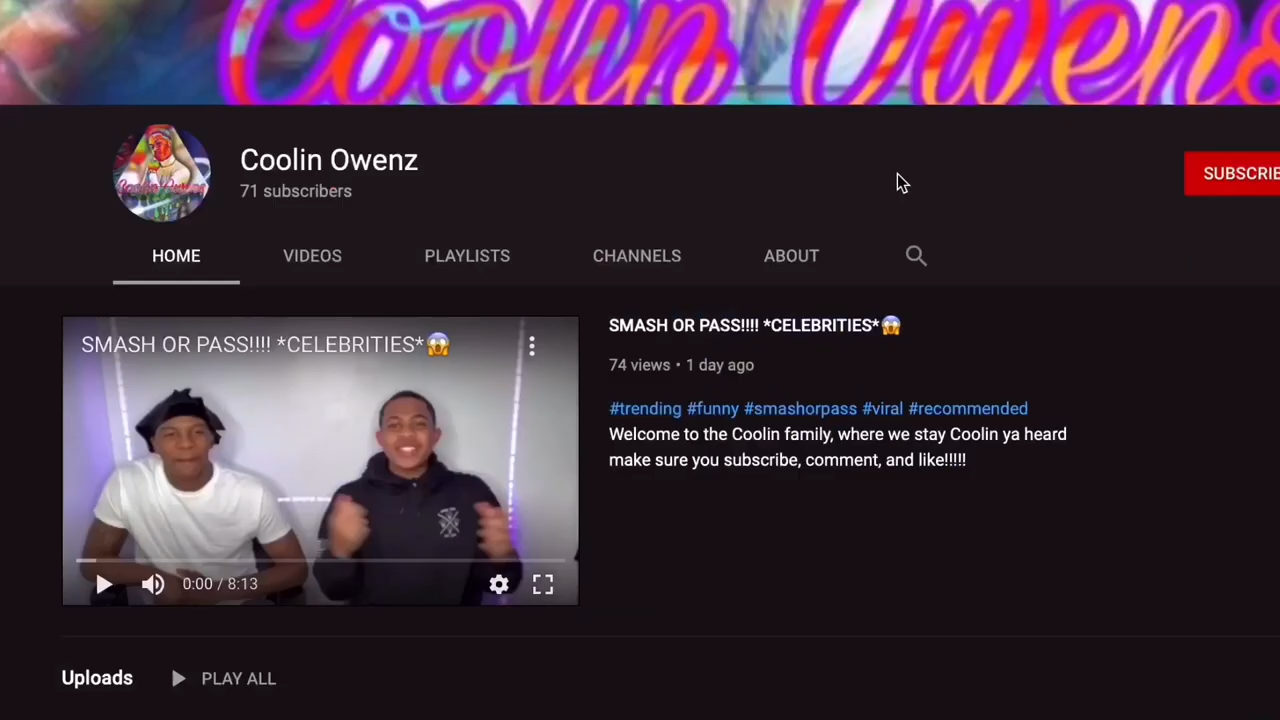 Coolin Owens
Coolin Owenz
71 subscribers
SUBSCRIBE
HOME
VIDEOS
PLAYLISTS
CHANNELS
ABOUT
SMASH OR PASS!!!! *CELEBRITIES*😱
0:00 / 8:13
SMASH OR PASS!!!! *CELEBRITIES*😱
74 views • 1 day ago
#trending #funny #smashorpass #viral #recommended
Welcome to the Coolin family, where we stay Coolin ya heard
make sure you subscribe, comment, and like!!!!!
Uploads
PLAY ALL